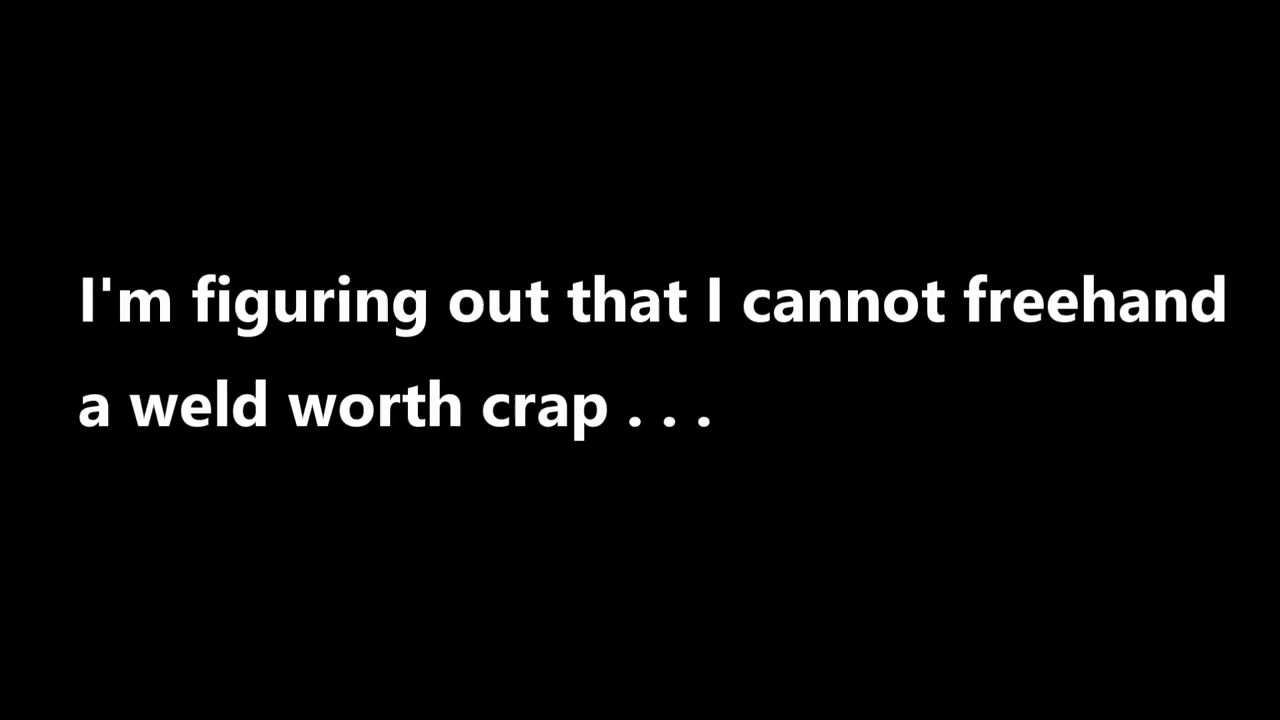 I'm figuring out that I cannot freehand
a weld worth crap . . .